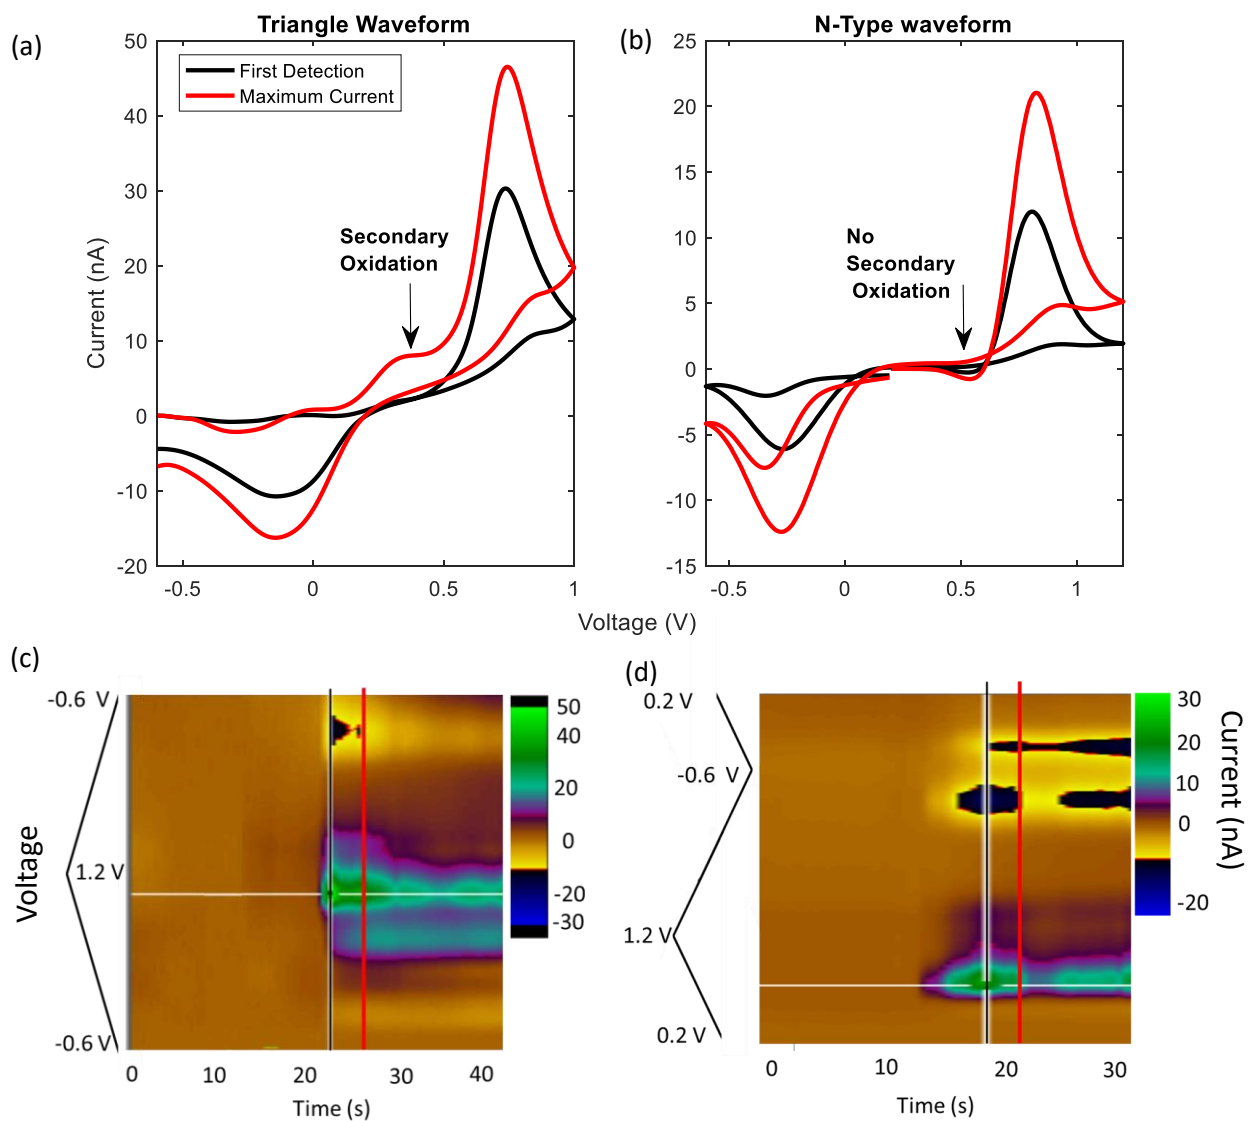 (a)
Triangle Waveform
First Detection
Maximum Current
Secondary
Oxidation
50
40
30
20
10
0
-10
-20
Current (nA)
-0.5
0
0.5
1
(b)
N-Type waveform
No
Secondary
Oxidation
25
20
15
10
5
0
-5
-10
-15
-0.5
0
0.5
1
Voltage (V)
(c)
-0.6 V
1.2 V
-0.6 V
Voltage
50
40
20
0
-20
-30
0
10
20
30
40
Time (s)
(d)
0.2 V
-0.6 V
1.2 V
0.2 V
30
20
10
0
-20
Current (nA)
0
10
20
30
Time (s)